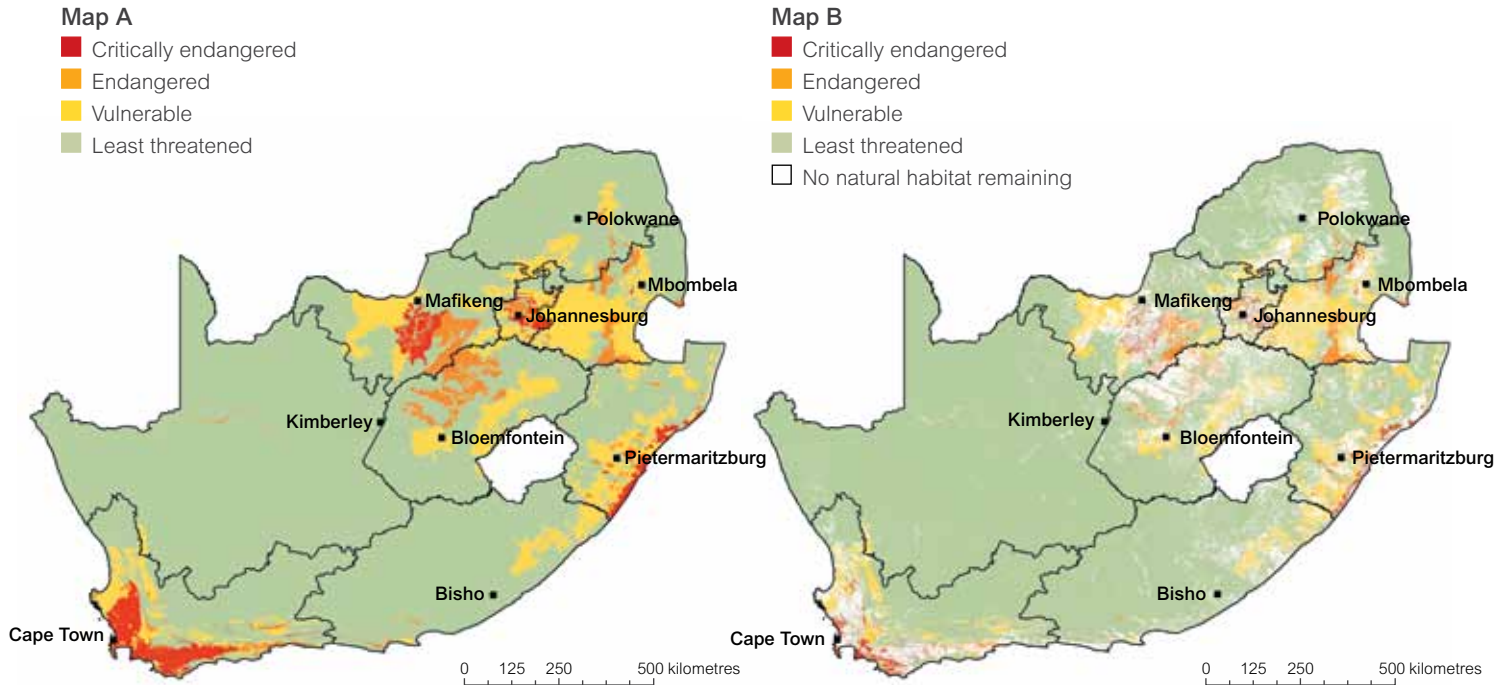 Map A
Critically endangered
Endangered
Vulnerable
Least threatened
Polokwane
Mbombela
Mafikeng
Johannesburg
Kimberley
Bloemfontein
Pietermaritzburg
Bisho
Cape Town
0 125 250 500 kilometres
Map B
Critically endangered
Endangered
Vulnerable
Least threatened
No natural habitat remaining
Polokwane
Mbombela
Mafikeng
Johannesburg
Kimberley
Bloemfontein
Pietermaritzburg
Bisho
Cape Town
0 125 250 500 kilometres